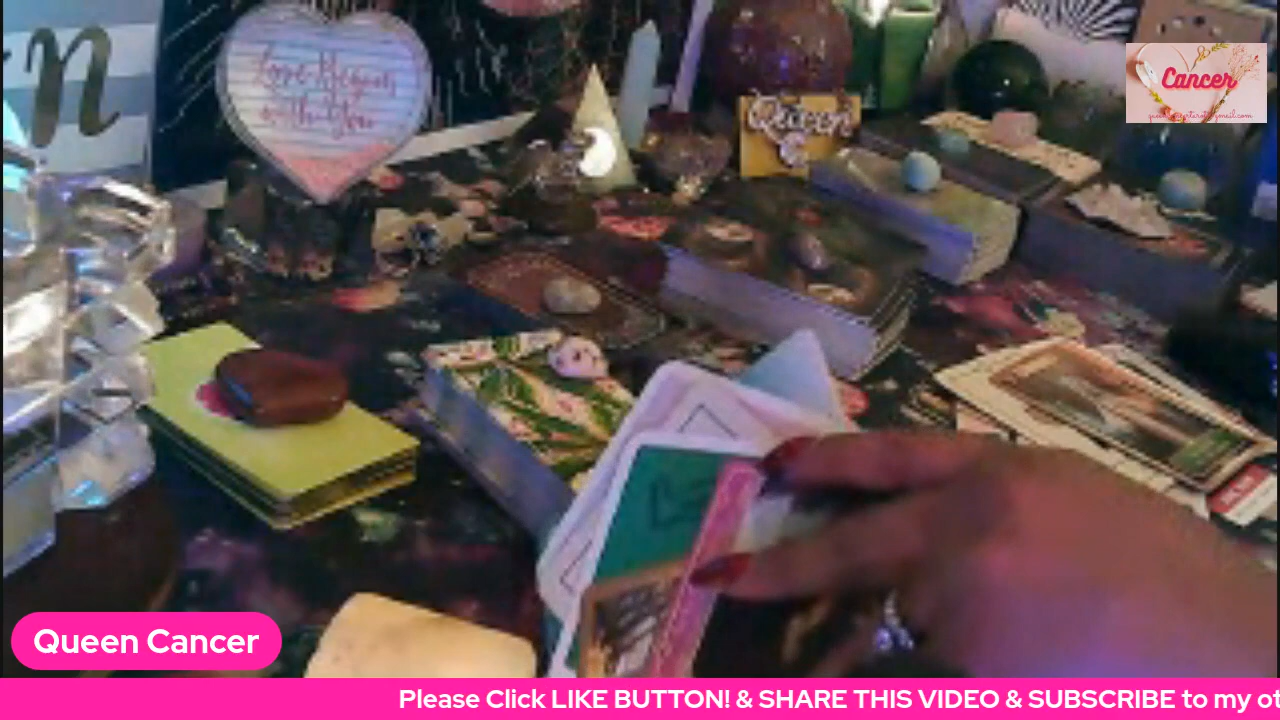 n
Love Begins
with You
Queen
Cancer
Queen Cancer
Please Click LIKE BUTTON! & SHARE THIS VIDEO & SUBSCRIBE to my ot